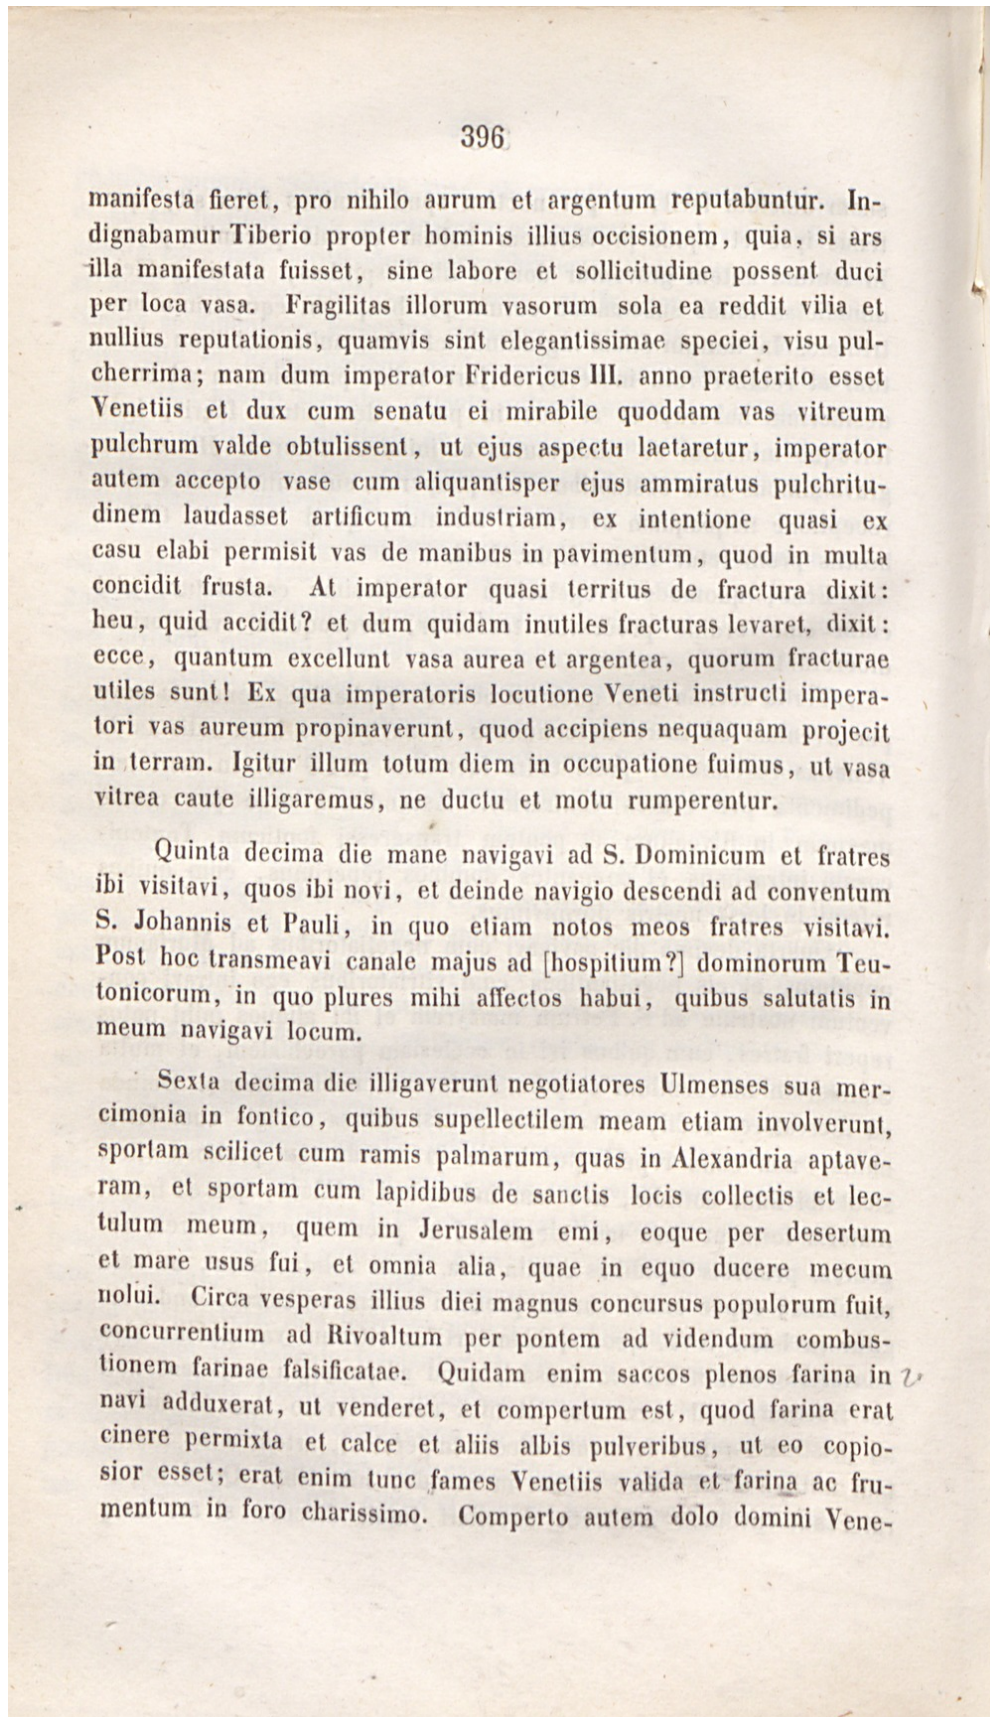 396
manifesta fieret, pro nihilo aurum et argentum reputabuntur. In-
dignabamur Tiberio propter hominis illius occisionem, quia, si ars
illa manifestata fuisset, sine labore et sollicitudine possent duci
per loca vasa. Fragilitas illorum vasorum sola ea reddit vilia et
nullius reputationis, quamvis sint elegantissimae speciei, visu pul-
cherrima; nam dum imperator Fridericus III. anno praeterito esset
Venetiis et dux cum senatu ei mirabile quoddam vas vitreum
pulchrum valde obtulissent, ut ejus aspectu laetaretur, imperator
autem accepto vase cum aliquantisper ejus ammiratus pulchritu-
dinem laudasset artificum industriam, ex intentione quasi ex
casu elabi permisit vas de manibus in pavimentum, quod in multa
concidit frusta. At imperator quasi territus de fractura dixit:
heu, quid accidit? et dum quidam inutiles fracturas levaret, dixit:
ecce, quantum excellunt vasa aurea et argentea, quorum fracturae
utiles sunt! Ex qua imperatoris locutione Veneti instructi impera-
tori vas aureum propinaverunt, quod accipiens nequaquam projecit
in terram. Igitur illum totum diem in occupatione fuimus, ut vasa
vitrea caute illigaremus, ne ductu et motu rumperentur.
Quinta decima die mane navigavi ad S. Dominicum et fratres
ibi visitavi, quos ibi novi, et deinde navigio descendi ad conventum
S. Johannis et Pauli, in quo etiam notos meos fratres visitavi.
Post hoc transmeavi canale majus ad [hospitium?] dominorum Teu-
tonicorum, in quo plures mihi affectos habui, quibus salutatis in
meum navigavi locum.
Sexta decima die illigaverunt negotiatores Ulmenses sua mer-
cimonia in fontico, quibus supellectilem meam etiam involverunt,
sportam scilicet cum ramis palmarum, quas in Alexandria aptave-
ram, et sportam cum lapidibus de sanctis locis collectis et lec-
tulum meum, quem in Jerusalem emi, eoque per desertum
et mare usus fui, et omnia alia, quae in equo ducere mecum
nolui. Circa vesperas illius diei magnus concursus populorum fuit,
concurrentium ad Rivoaltum per pontem ad videndum combus-
tionem farinae falsificatae. Quidam enim saccos plenos farina in
navi adduxerat, ut venderet, et compertum est, quod farina erat
cinere permixta et calce et aliis albis pulveribus, ut eo copio-
sior esset; erat enim tunc fames Venetiis valida et farina ac fru-
mentum in foro charissimo. Comperto autem dolo domini Vene-